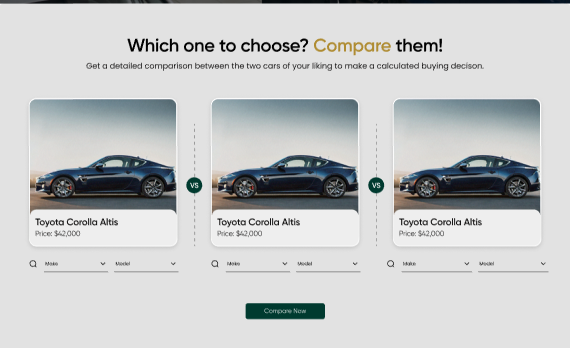 Which one to choose? Compare them!
Get a detailed comparison between the two cars of your liking to make a calculated buying decison.
VS
VS
Toyota Corolla Altis
Price: $42,000
Toyota Corolla Altis
Price: $42,000
Toyota Corolla Altis
Price: $42,000
Make
Model
Make
Model
Make
Model
Compare Now